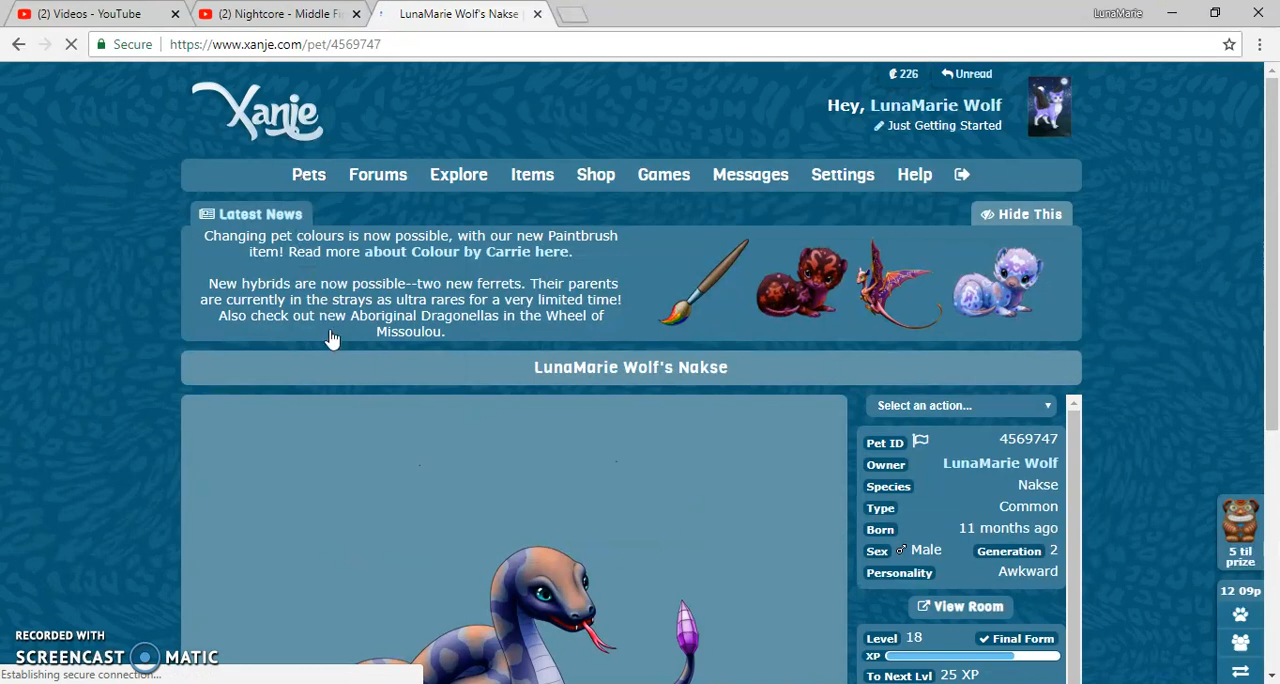 (2) Videos - YouTube
(2) Nightcore - Middle Fi
LunaMarie Wolf's Nakse
LunaMarie
Secure
https://www.xanje.com/pet/4569747
226
Unread
Xanje
Hey, LunaMarie Wolf
Just Getting Started
Pets
Forums
Explore
Items
Shop
Games
Messages
Settings
Help
Latest News
Hide This
Changing pet colours is now possible, with our new Paintbrush
item! Read more about Colour by Carrie here.
New hybrids are now possible--two new ferrets. Their parents
are currently in the strays as ultra rares for a very limited time!
Also check out new Aboriginal Dragonellas in the Wheel of
Missoulou.
LunaMarie Wolf's Nakse
Select an action...
Pet ID 4569747
Owner LunaMarie Wolf
Species Nakse
Type Common
Born 11 months ago
Sex ♂ Male Generation 2
Personality Awkward
View Room
Level 18 Final Form
XP
To Next Lvl 25 XP
5 til
prize
12 09p
RECORDED WITH
SCREENCAST MATIC
Establishing secure connection...